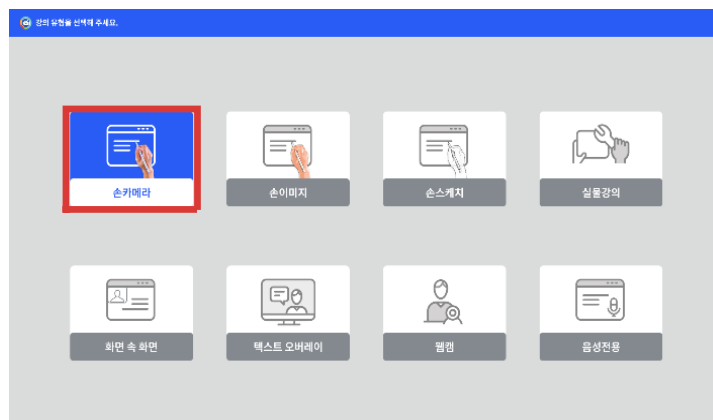 강의 유형을 선택해 주세요.
손카메라
손이미지
손스캐치
실물강의
화면 속 화면
텍스트 오버레이
웹캠
음성전용